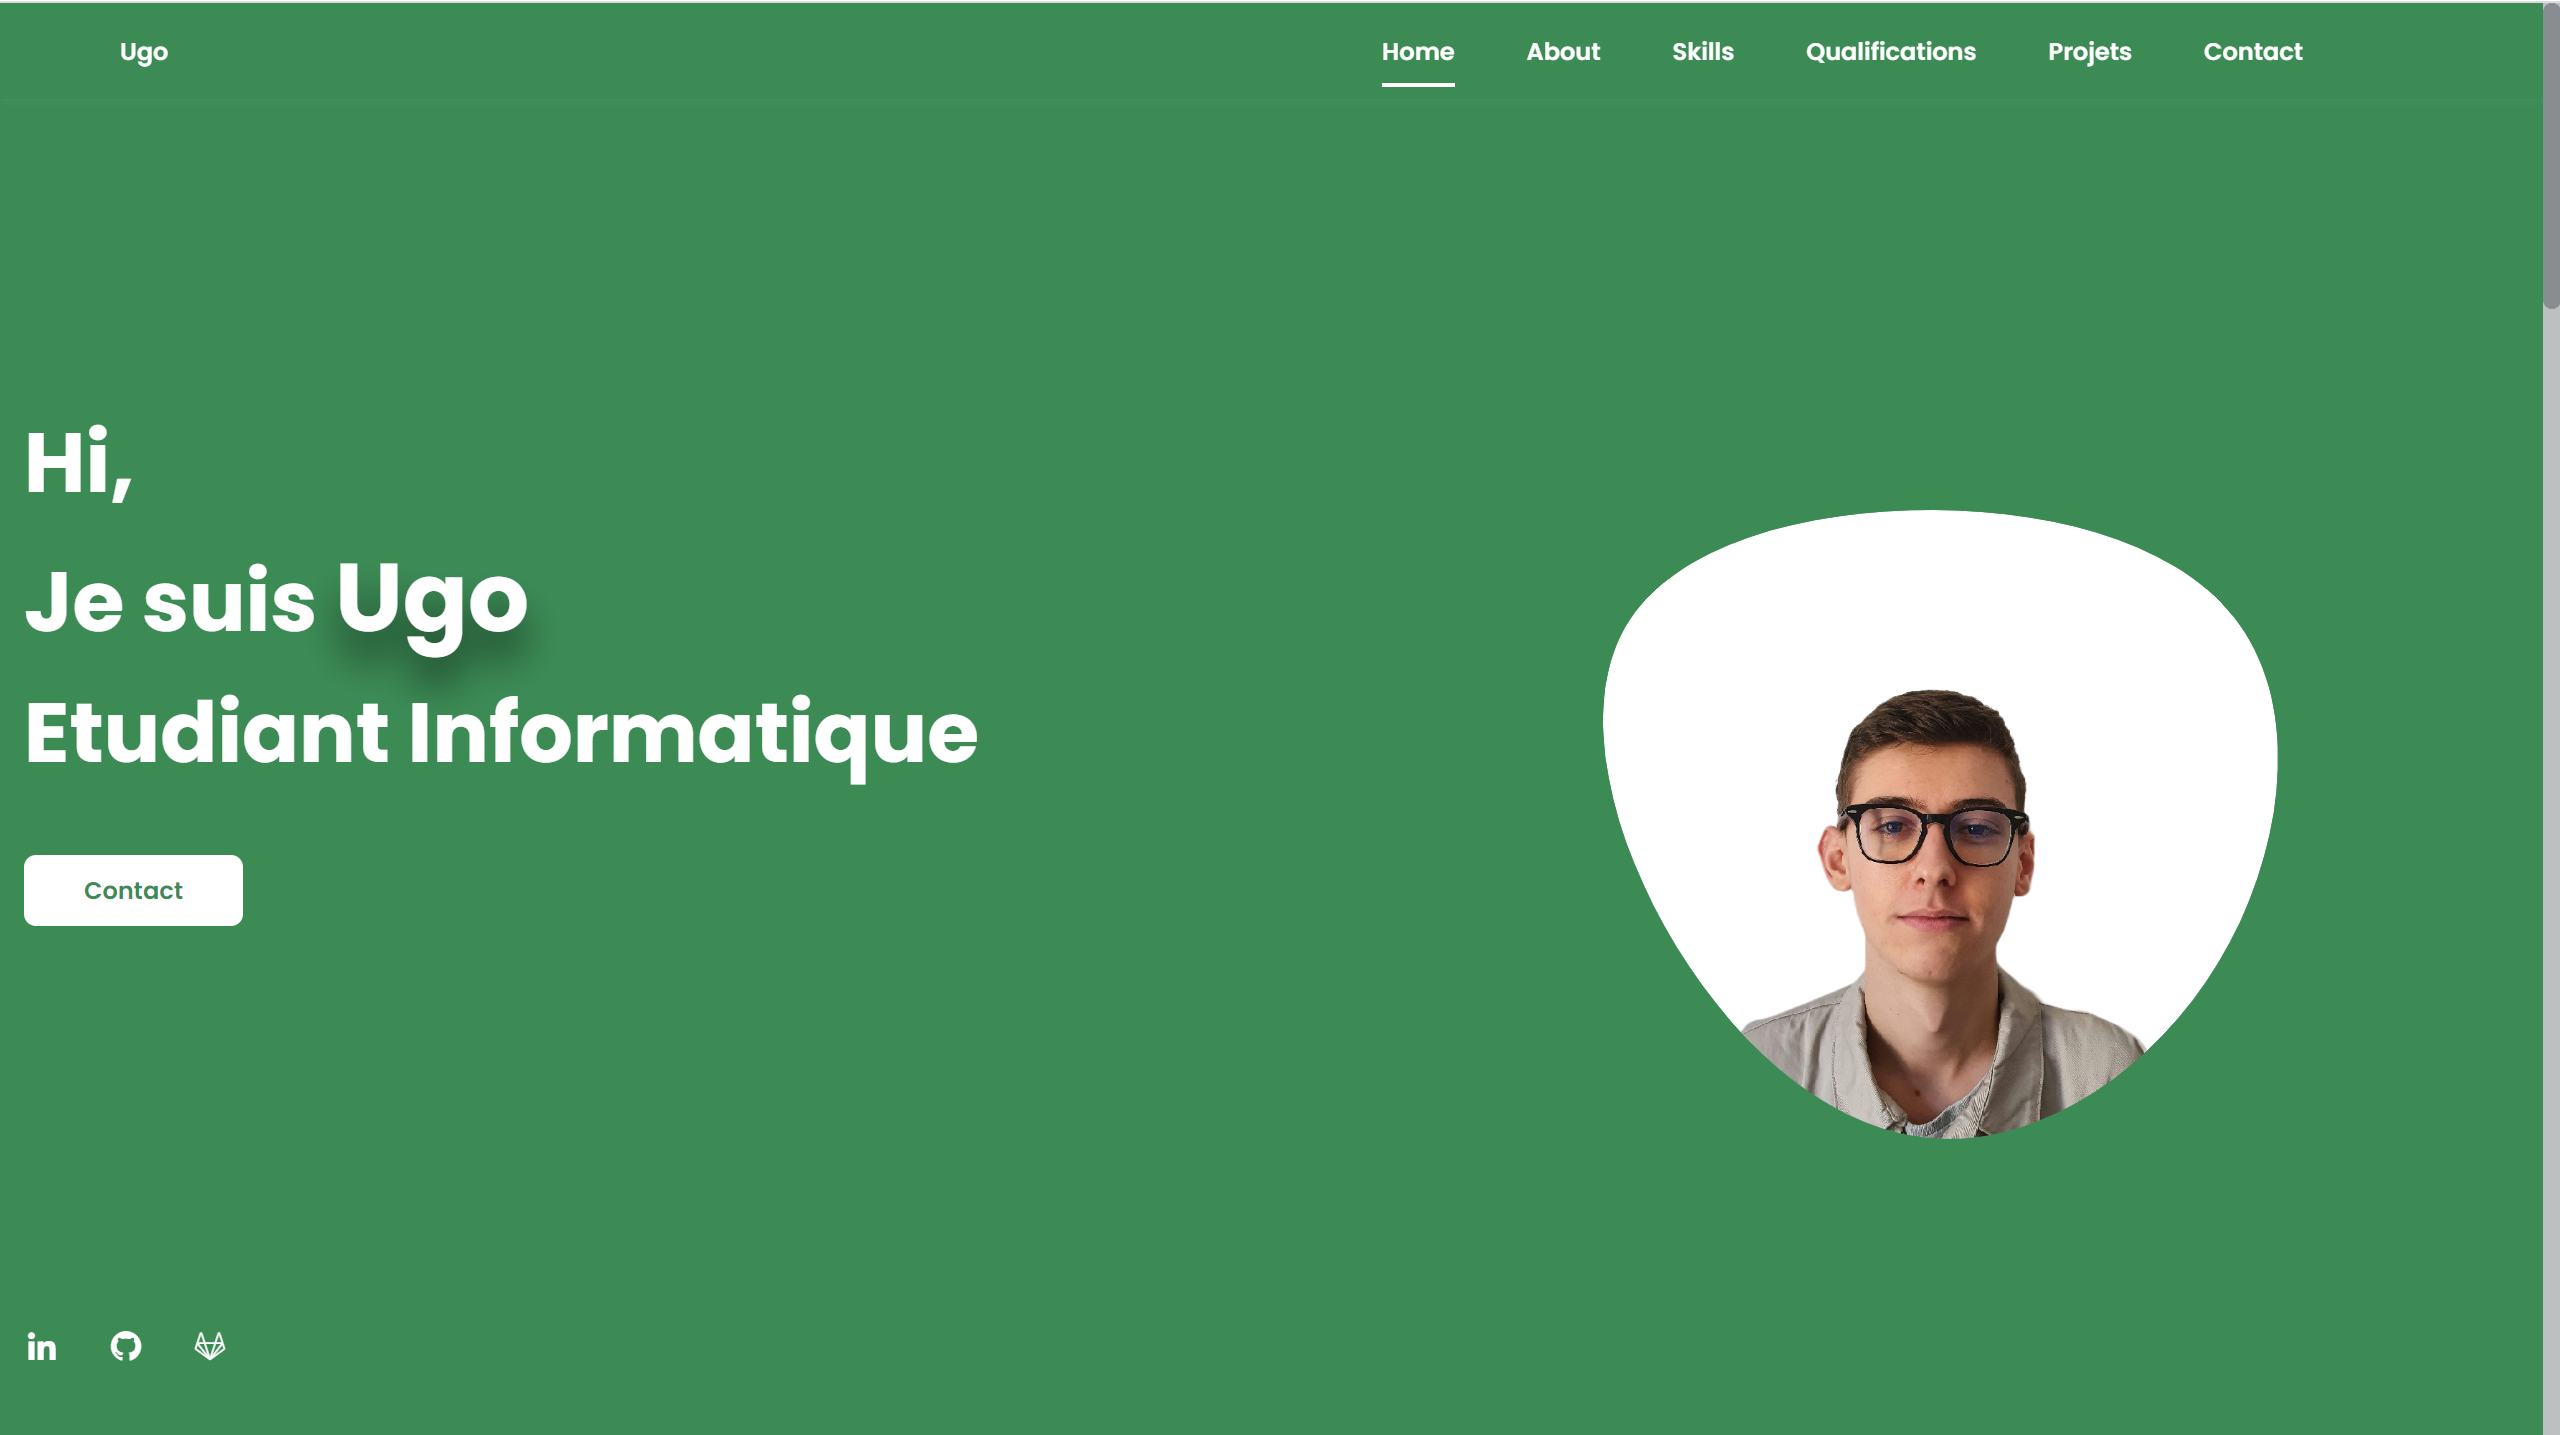 Ugo
Home About Skills Qualifications Projets Contact
Hi,
Je suis Ugo
Etudiant Informatique
Contact
in